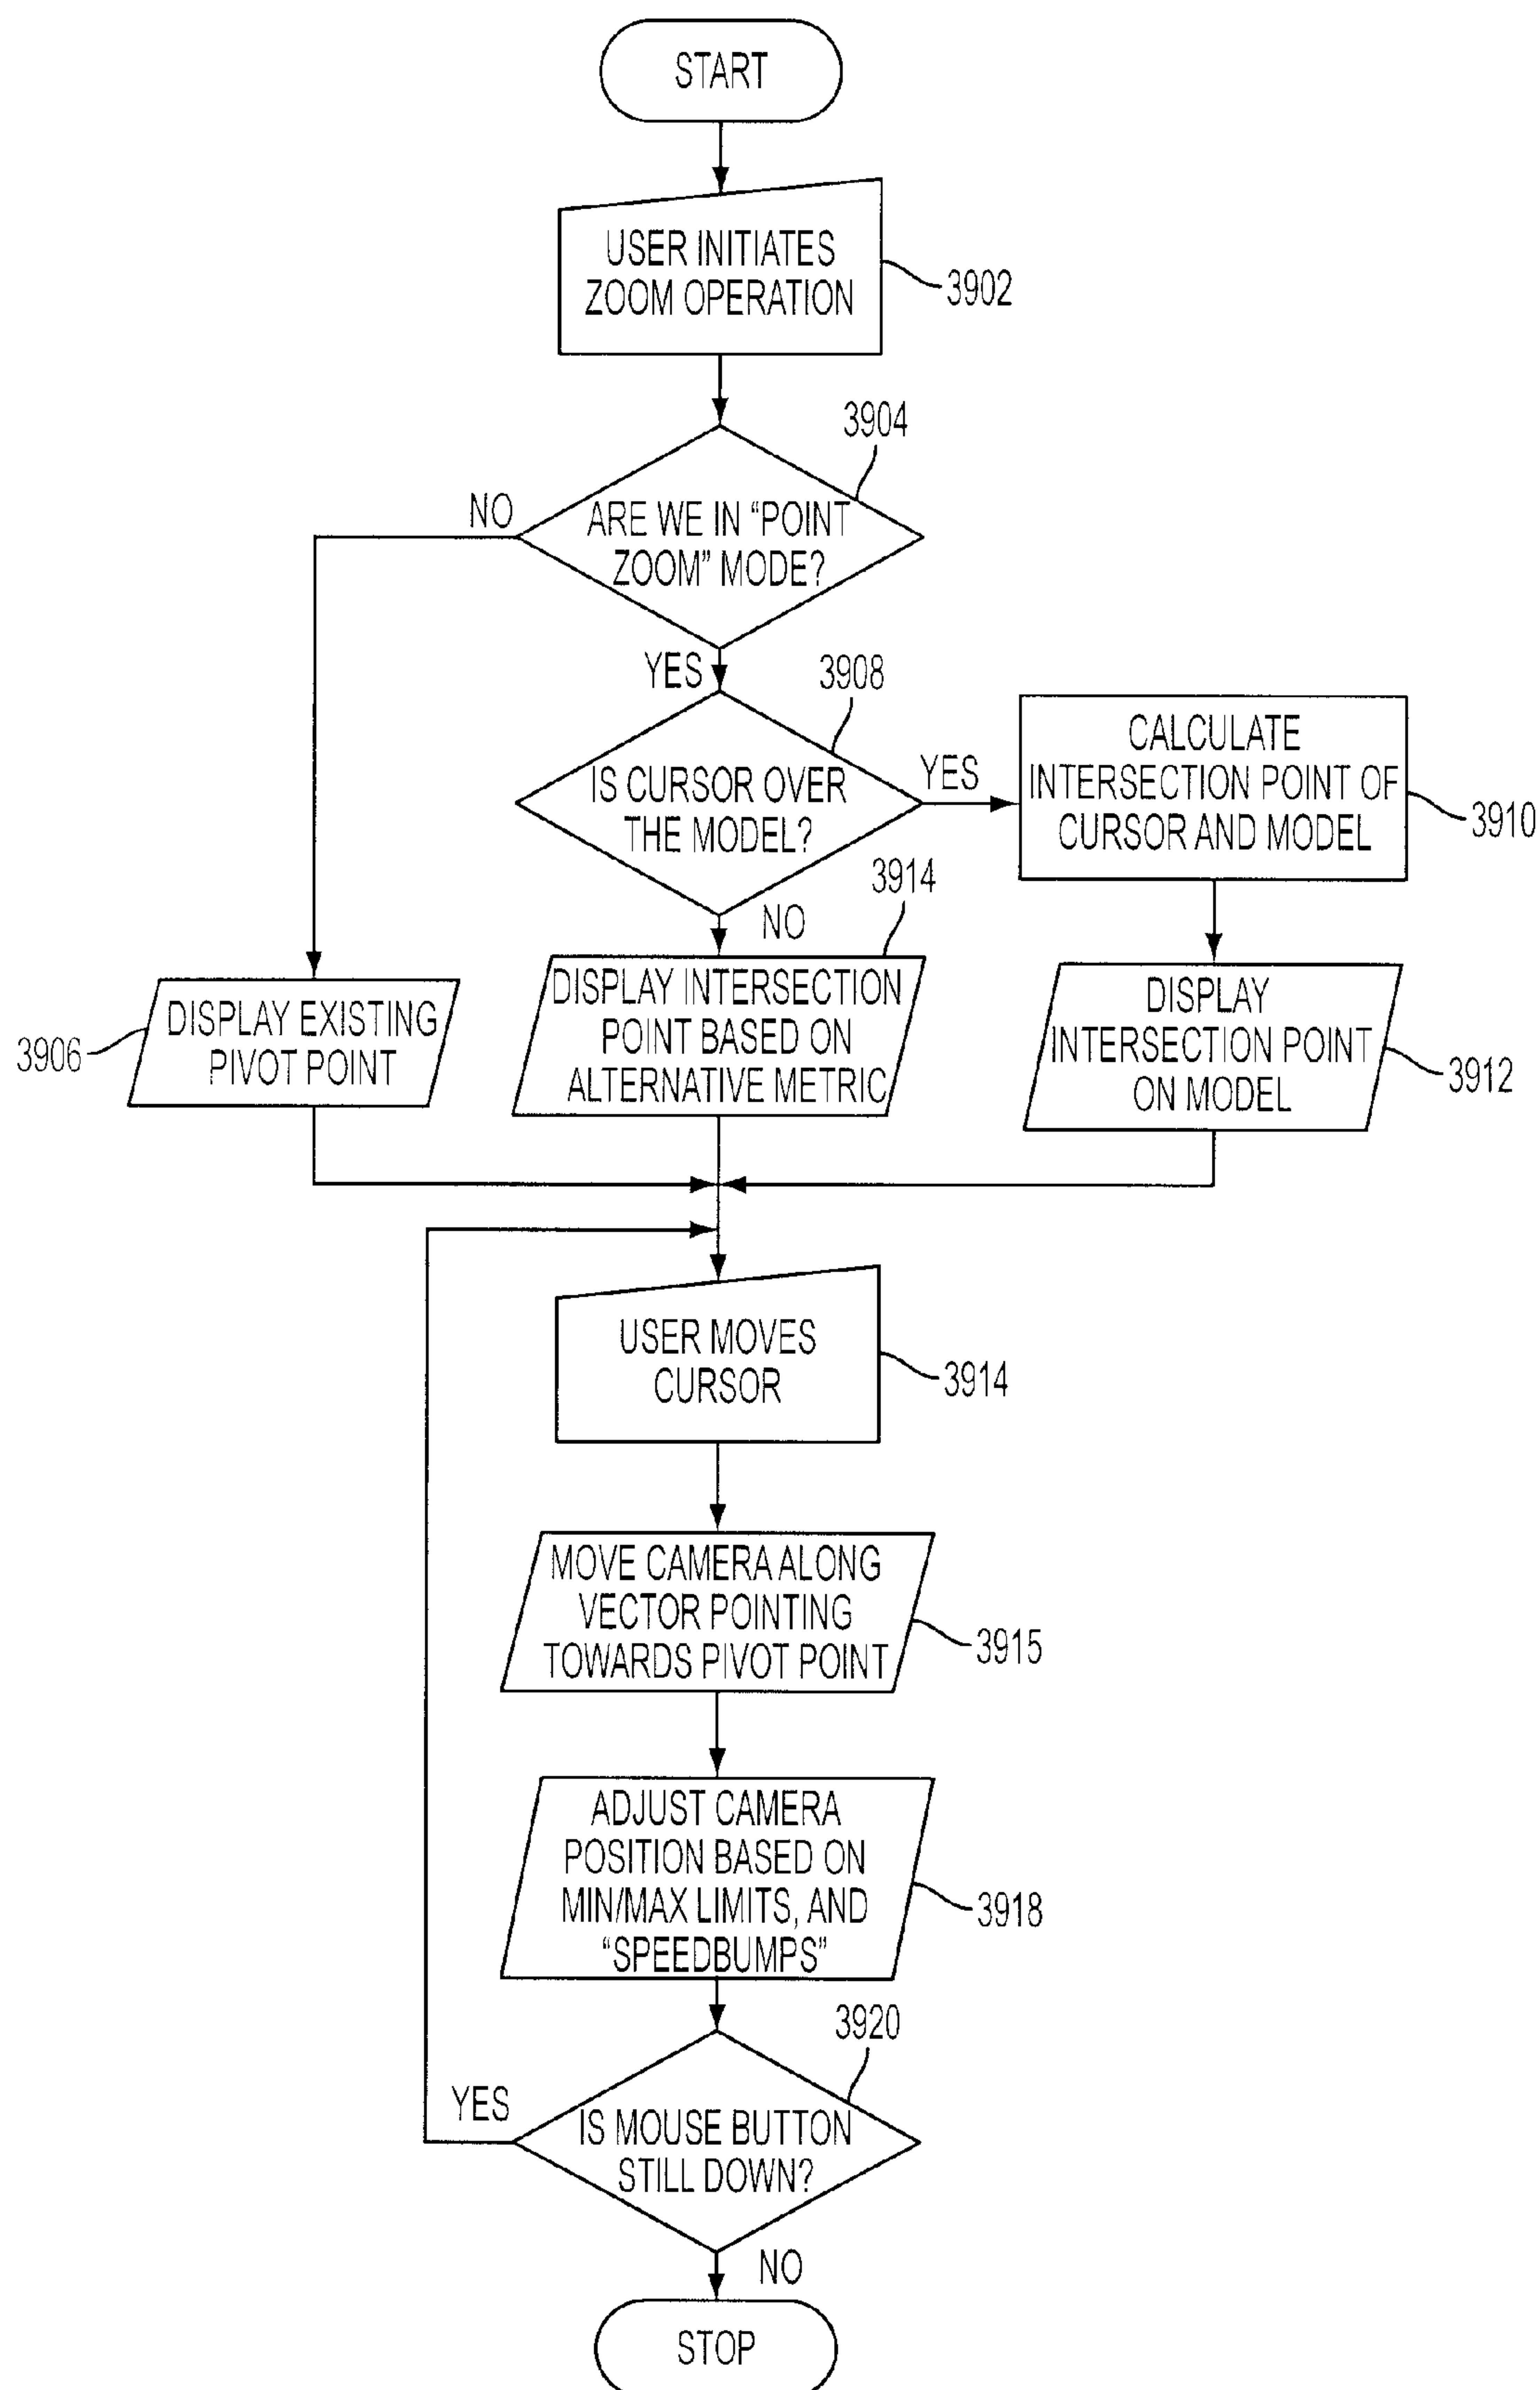 START
USER INITIATES
ZOOM OPERATION
3902
3904
NO
ARE WE IN “POINT
ZOOM” MODE?
YES
3908
IS CURSOR OVER
THE MODEL?
YES
CALCULATE
INTERSECTION POINT OF
CURSOR AND MODEL
3910
NO
3914
DISPLAY EXISTING
PIVOT POINT
3906
DISPLAY INTERSECTION
POINT BASED ON
ALTERNATIVE METRIC
DISPLAY
INTERSECTION POINT
ON MODEL
3912
USER MOVES
CURSOR
3914
MOVE CAMERA ALONG
VECTOR POINTING
TOWARDS PIVOT POINT
3915
ADJUST CAMERA
POSITION BASED ON
MIN/MAX LIMITS, AND
“SPEEDBUMPS”
3918
3920
YES
IS MOUSE BUTTON
STILL DOWN?
NO
STOP